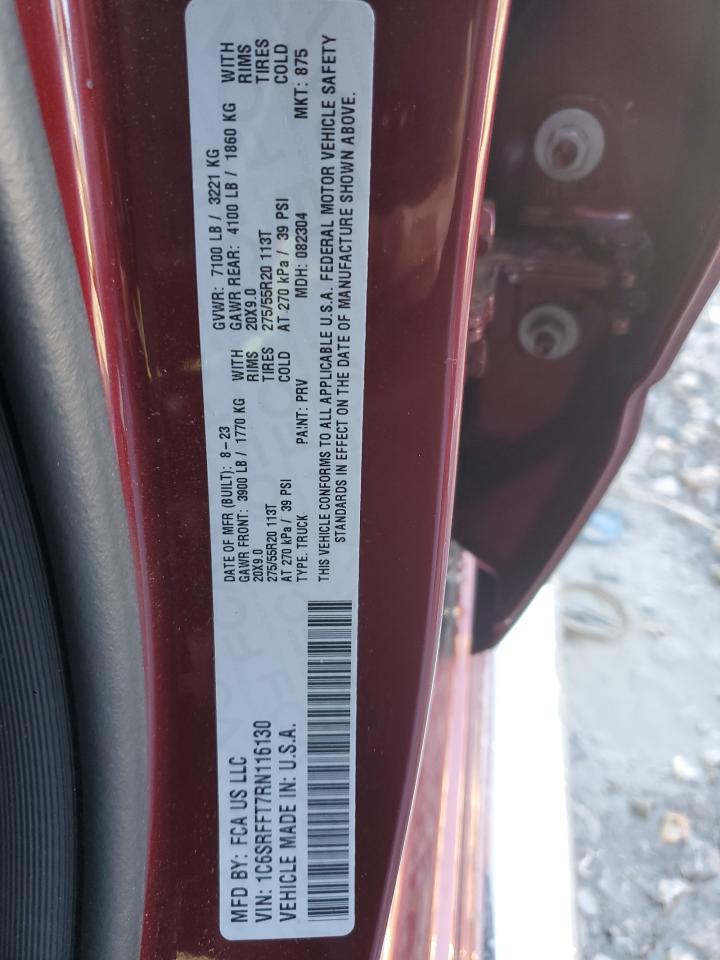 MFD BY: FCA US LLC
VIN: 1C6SRFFT7RN116130
VEHICLE MADE IN: U.S.A.
DATE OF MFR (BUILT): 8-23 GVWR: 7100 LB / 3221 KG
GAWR FRONT: 3900 LB / 1770 KG WITH GAWR REAR: 4100 LB / 1860 KG WITH
20X9.0 RIMS 20X9.0 RIMS
275/55R20 113T TIRES 275/55R20 113T TIRES
AT 270 kPa / 39 PSI COLD AT 270 kPa / 39 PSI COLD
TYPE: TRUCK PAINT: PRV MDH: 082304 MKT: 875
THIS VEHICLE CONFORMS TO ALL APPLICABLE U.S.A. FEDERAL MOTOR VEHICLE SAFETY
STANDARDS IN EFFECT ON THE DATE OF MANUFACTURE SHOWN ABOVE.